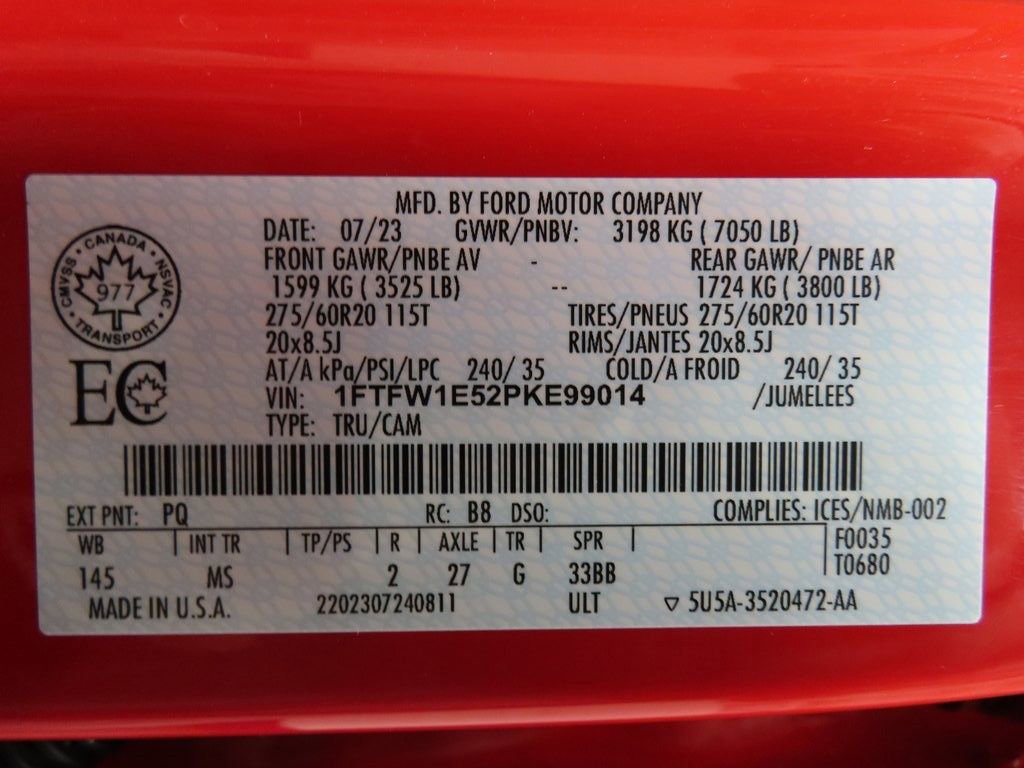 MFD. BY FORD MOTOR COMPANY
DATE: 07/23 GVWR/PNBV: 3198 KG ( 7050 LB)
FRONT GAWR/PNBE AV - REAR GAWR/ PNBE AR
1599 KG ( 3525 LB) -- 1724 KG ( 3800 LB)
275/60R20 115T TIRES/PNEUS 275/60R20 115T
20x8.5J RIMS/JANTES 20x8.5J
AT/A kPa/PSI/LPC 240/ 35 COLD/A FROID 240/ 35
VIN: 1FTFW1E52PKE99014 /JUMELEES
TYPE: TRU/CAM
CANADA
CMVSS 977 NSVAC
TRANSPORT
EC
EXT PNT: PQ RC: B8 DSO: COMPLIES: ICES/NMB-002
WB | INT TR | TP/PS | R | AXLE | TR | SPR | F0035
T0680
145 MS 2 27 G 33BB
MADE IN U.S.A. 2202307240811 ULT ▽ 5U5A-3520472-AA